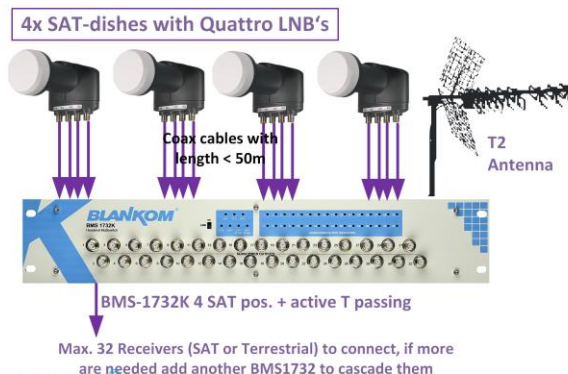 4x SAT-dishes with Quattro LNB's
Coax cables with
length < 50m
T2
Antenna
BLANKOM
BMS 1732K
BMS-1732K 4 SAT pos. + active T passing
Max. 32 Receivers (SAT or Terrestrial) to connect, if more
are needed add another BMS1732 to cascade them